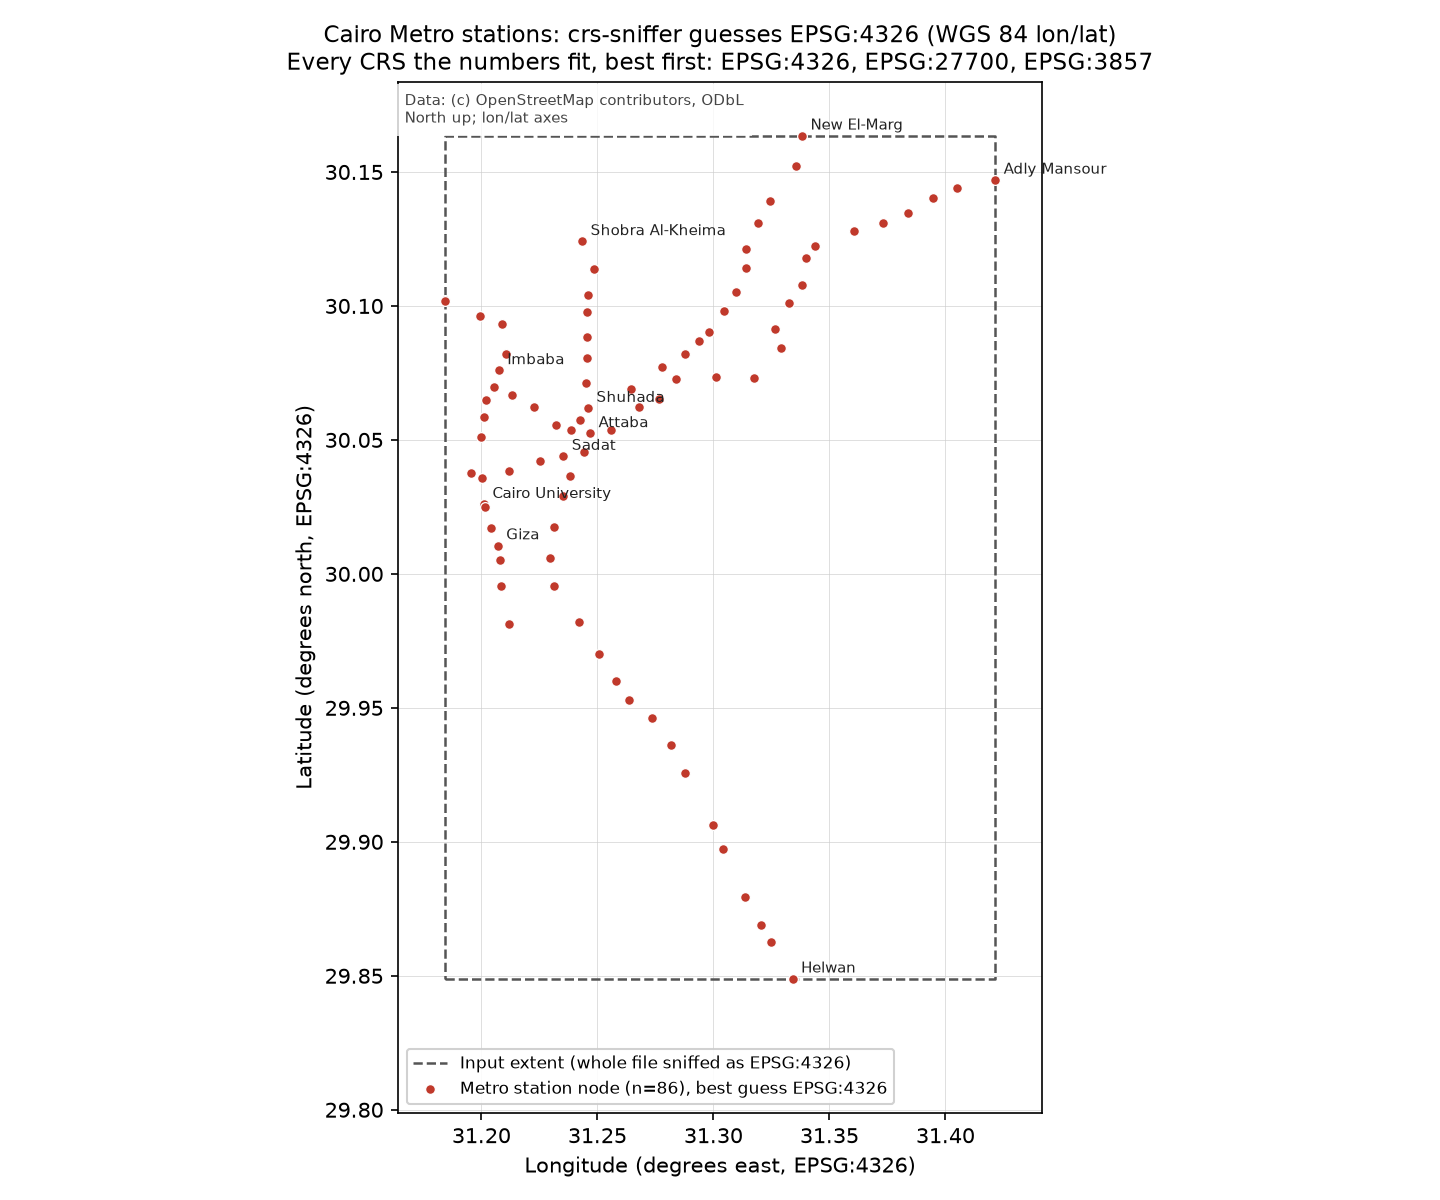 Cairo Metro stations: crs-sniffer guesses EPSG:4326 (WGS 84 lon/lat)
Every CRS the numbers fit, best first: EPSG:4326, EPSG:27700, EPSG:3857
Data: (c) OpenStreetMap contributors, ODbL
North up; lon/lat axes
New El-Marg
Adly Mansour
Shobra Al-Kheima
Imbaba
Shuhada
Attaba
Sadat
Cairo University
Giza
Helwan
Latitude (degrees north, EPSG:4326)
30.15
30.10
30.05
30.00
29.95
29.90
29.85
29.80
Input extent (whole file sniffed as EPSG:4326)
Metro station node (n=86), best guess EPSG:4326
31.20 31.25 31.30 31.35 31.40
Longitude (degrees east, EPSG:4326)